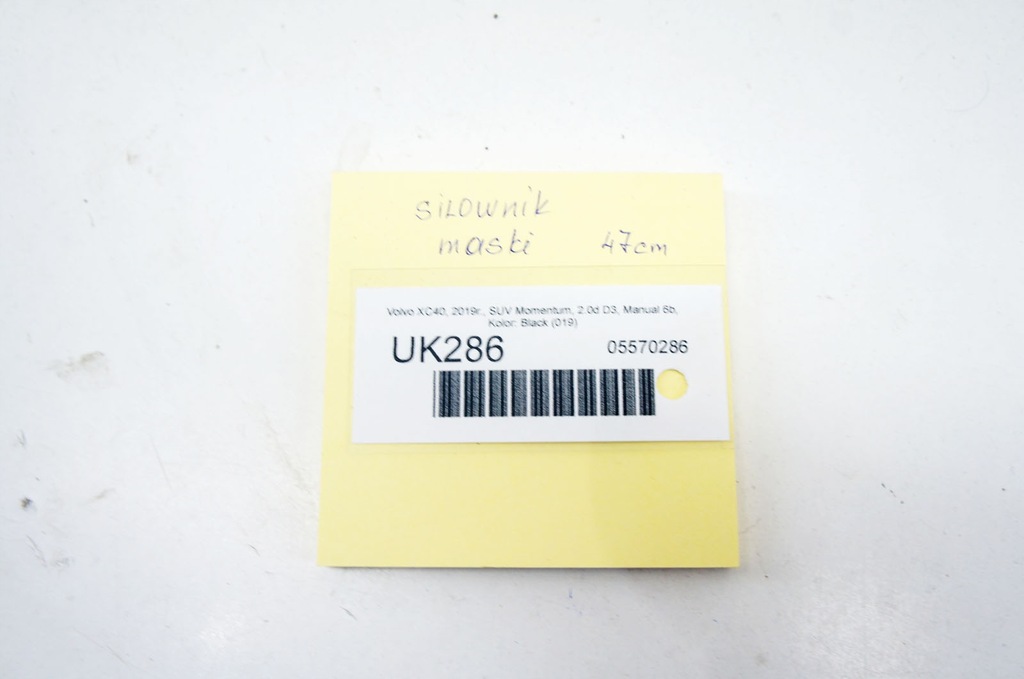 siłownik
maski 47cm
Volvo XC40, 2019r., SUV Momentum, 2.0d D3, Manual 6b,
Kolor: Black (019)
UK286 05570286